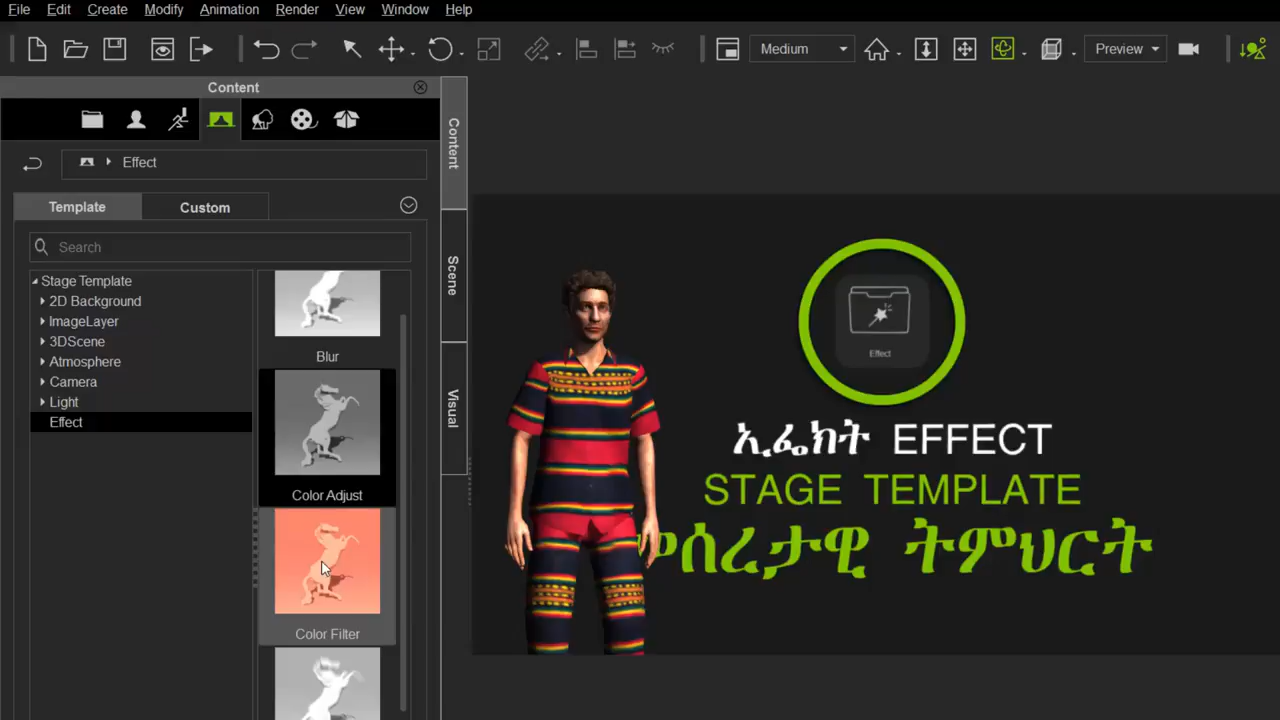 File Edit Create Modify Animation Render View Window Help
Medium Preview
Content
Effect
Template Custom
Search
Stage Template
2D Background
ImageLayer
3DScene
Atmosphere
Camera
Light
Effect
Blur
Color Adjust
Color Filter
Content
Scene
Visual
Effect
ኢፌክት EFFECT
STAGE TEMPLATE
መሰረታዊ ትምህርት